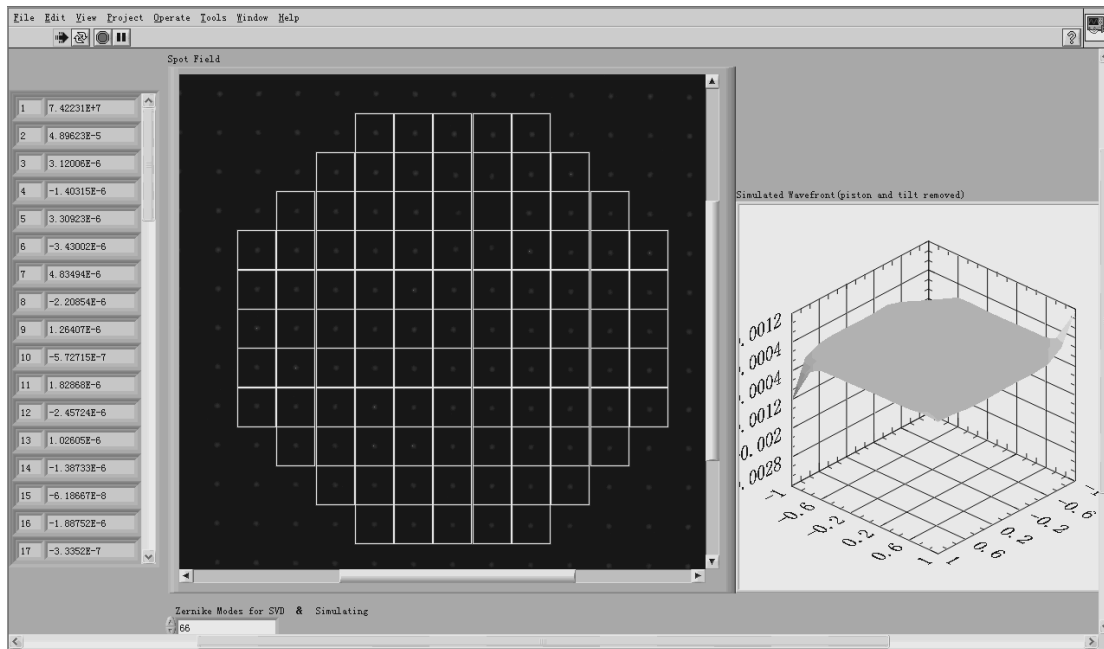 File Edit View Project Operate Tools Window Help
?
Spot Field
1 7.42231E+7
2 4.89623E-5
3 3.12006E-6
4 -1.40315E-6
5 3.30923E-6
6 -3.43002E-6
7 4.83494E-6
8 -2.20854E-6
9 1.26407E-6
10 -5.72715E-7
11 1.82868E-6
12 -2.45724E-6
13 1.02605E-6
14 -1.38733E-6
15 -6.18667E-8
16 -1.88752E-6
17 -3.3352E-7
Simulated Wavefront(piston and tilt removed)
.0012
.0004
.0004
.0012
0.002
.0028
-1 -0.6 -0.2 0.2 0.6 1
1 0.6 0.2 -0.2 -0.6 -1
Zernike Modes for SVD & Simulating
66